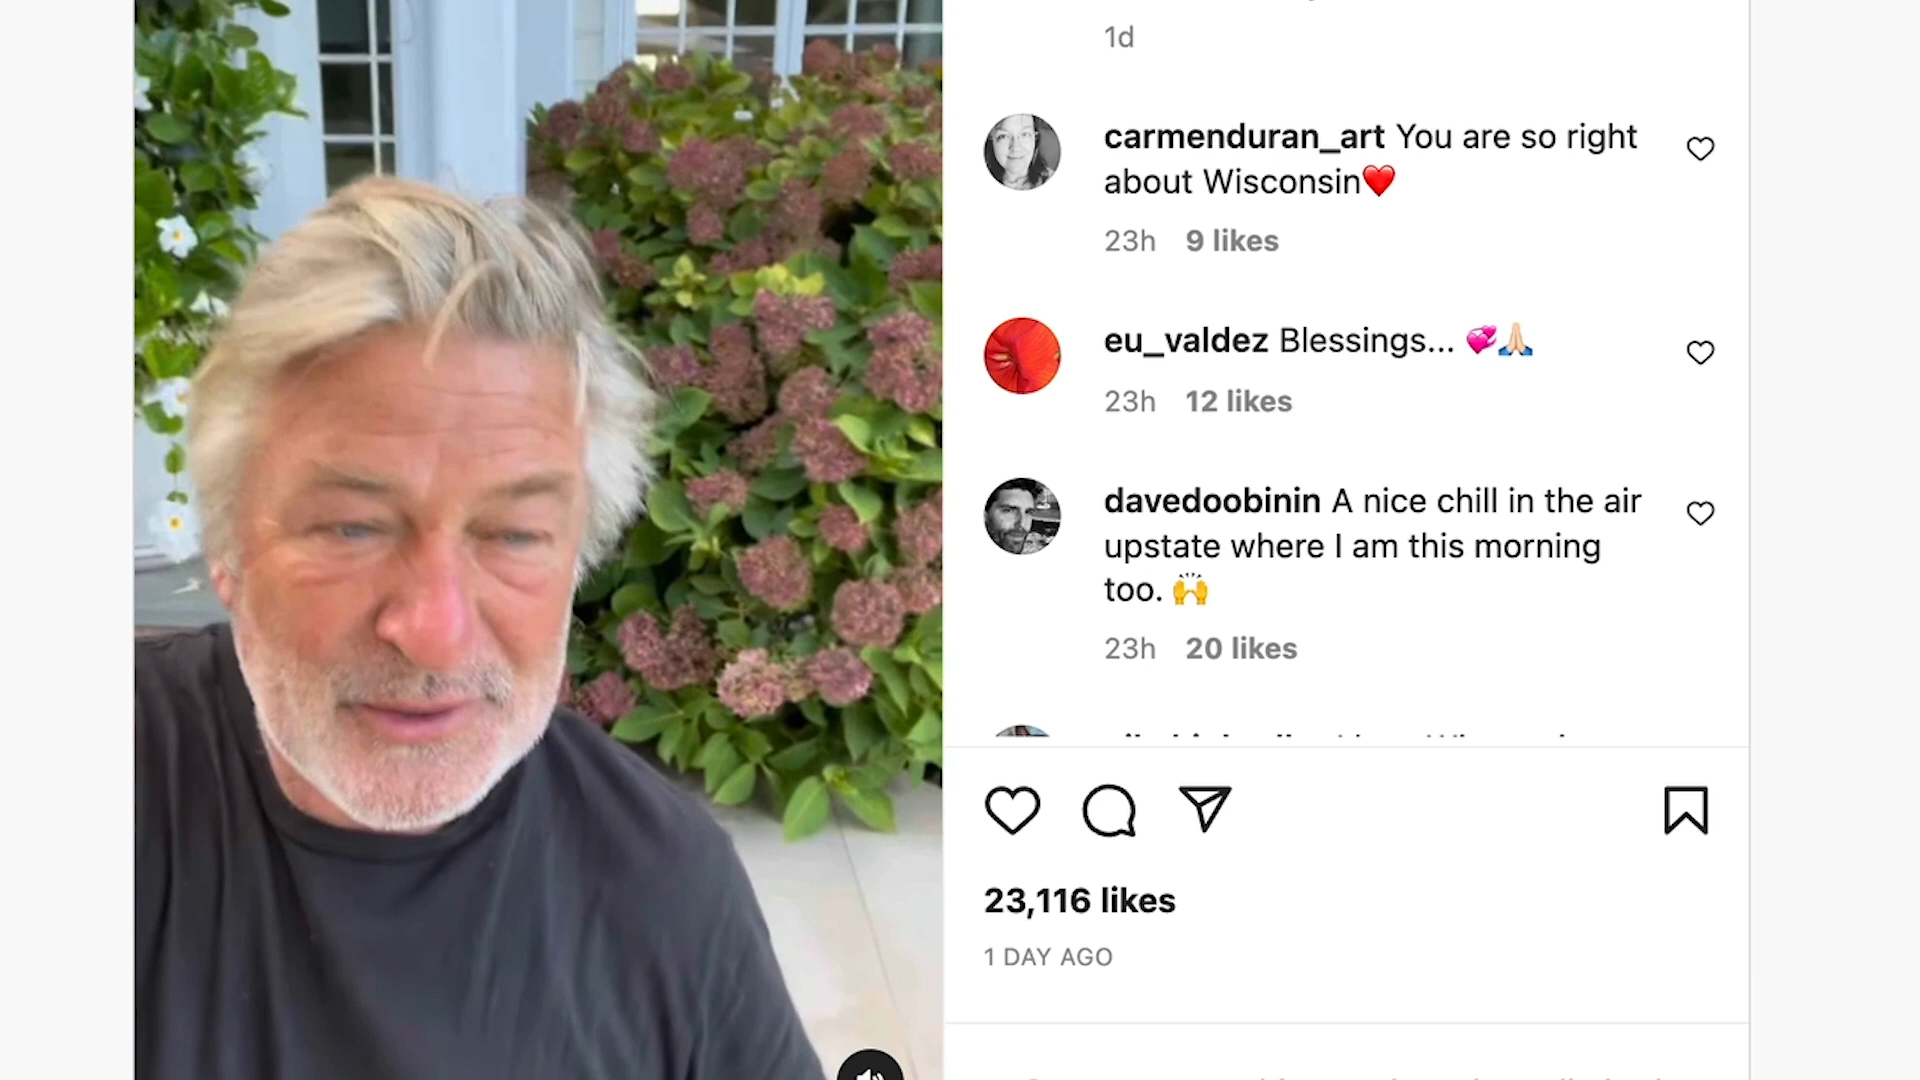 1d
carmenduran_art You are so right
about Wisconsin❤️
23h 9 likes
eu_valdez Blessings... 💞🙏🏻
23h 12 likes
davedoobinin A nice chill in the air
upstate where I am this morning
too. 🙌
23h 20 likes
23,116 likes
1 DAY AGO